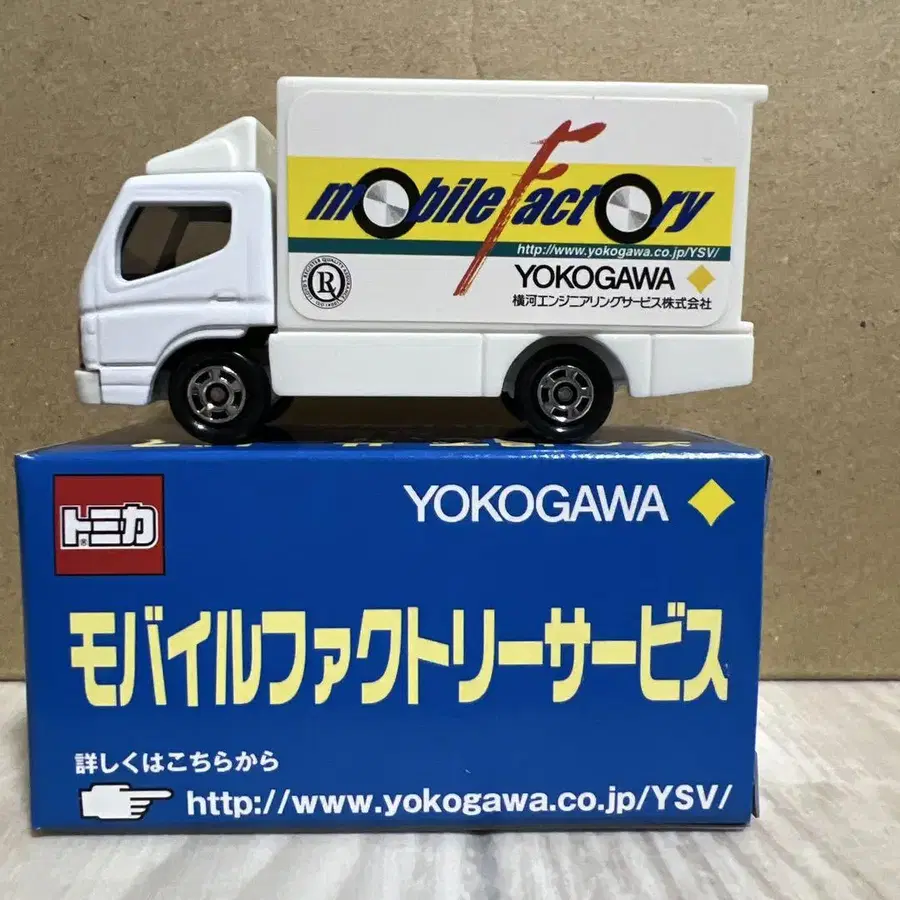 mobile Factory
http://www.yokogawa.co.jp/YSV/
YOKOGAWA
横河エンジニアリングサービス株式会社
R
トミカ
YOKOGAWA
モバイルファクトリーサービス
詳しくはこちらから
http://www.yokogawa.co.jp/YSV/